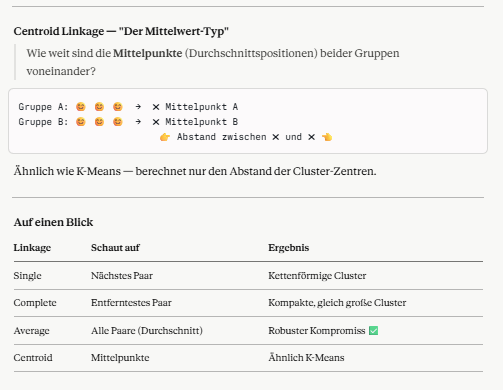 Centroid Linkage — "Der Mittelwert-Typ"
Wie weit sind die Mittelpunkte (Durchschnittspositionen) beider Gruppen
voneinander?
Gruppe A: 🍪 🍪 🍪 → ✕ Mittelpunkt A
Gruppe B: 🍪 🍪 🍪 → ✕ Mittelpunkt B
👉 Abstand zwischen ✕ und ✕ 👈
Ähnlich wie K-Means — berechnet nur den Abstand der Cluster-Zentren.
Auf einen Blick
Linkage Schaut auf Ergebnis
Single Nächstes Paar Kettenförmige Cluster
Complete Entferntestes Paar Kompakte, gleich große Cluster
Average Alle Paare (Durchschnitt) Robuster Kompromiss ✅
Centroid Mittelpunkte Ähnlich K-Means